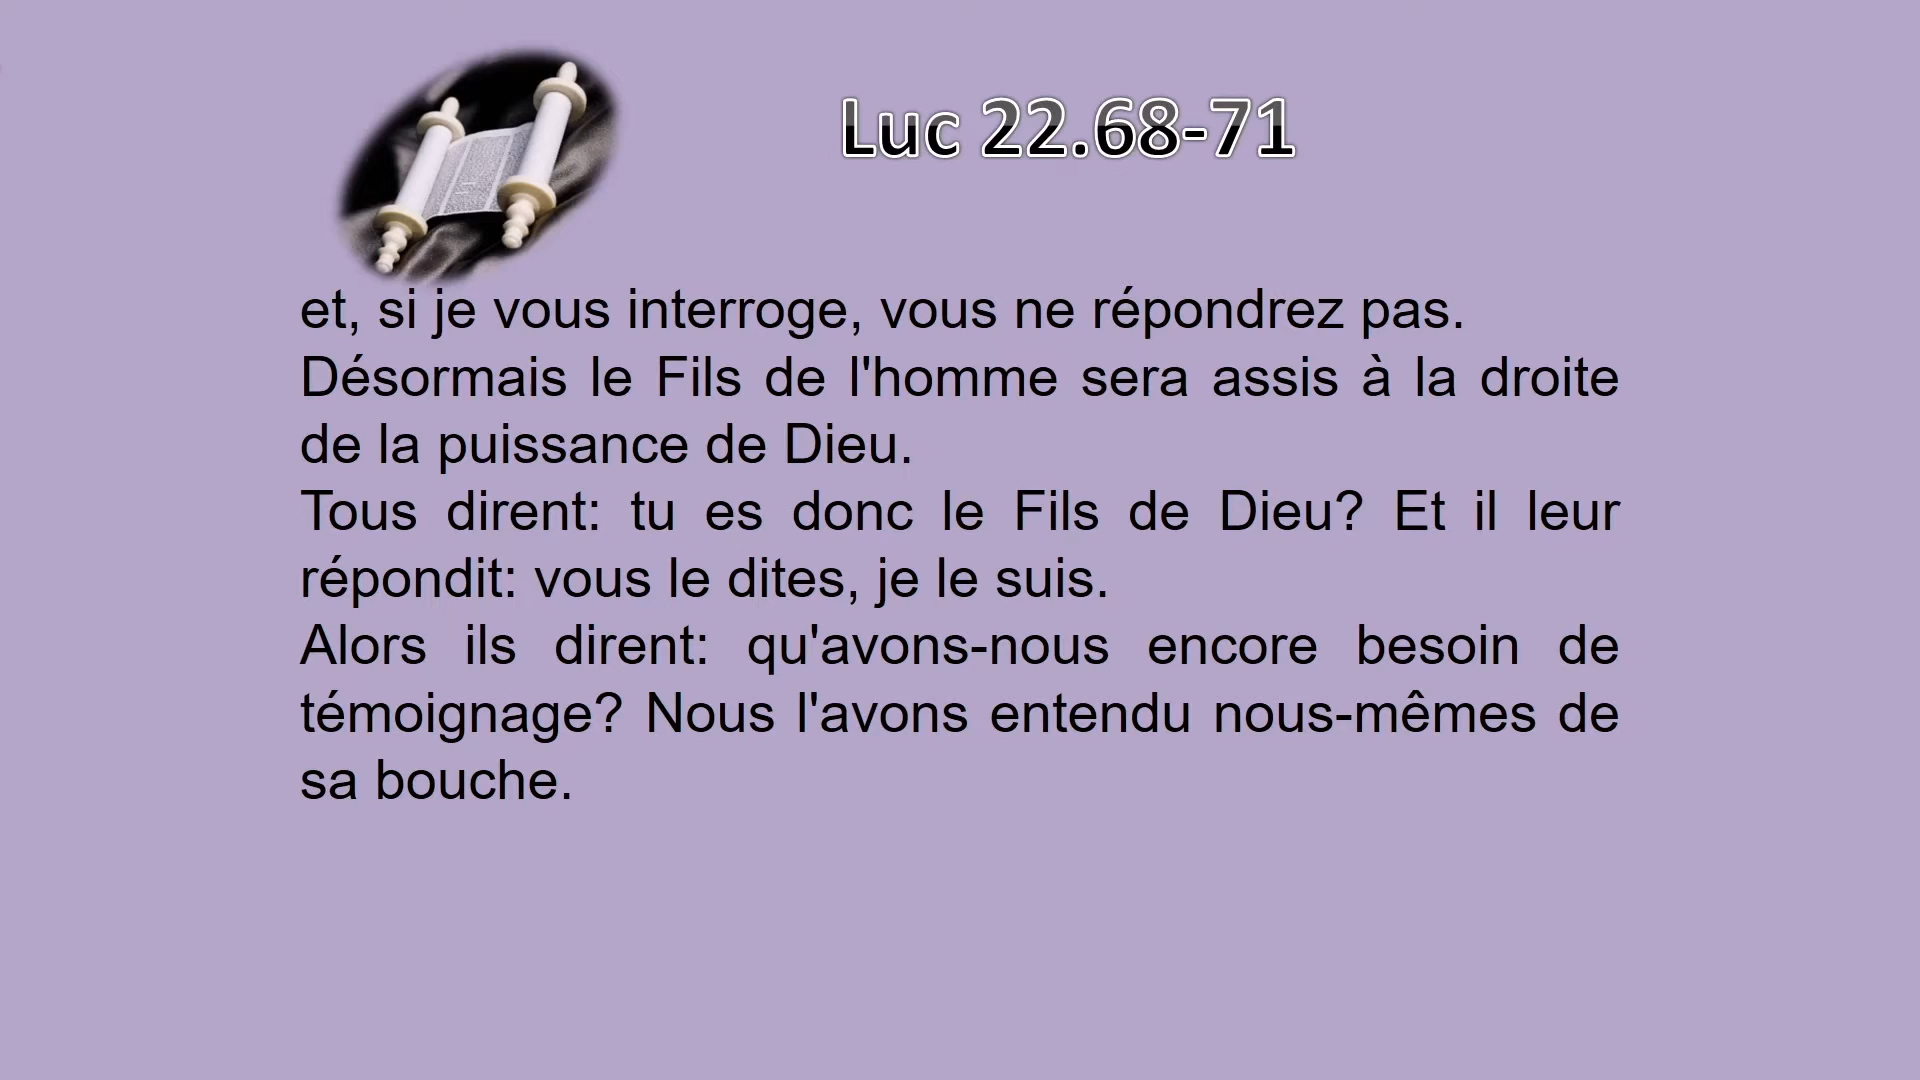 Luc 22.68-71
et, si je vous interroge, vous ne répondrez pas.
Désormais le Fils de l'homme sera assis à la droite
de la puissance de Dieu.
Tous dirent: tu es donc le Fils de Dieu? Et il leur
répondit: vous le dites, je le suis.
Alors ils dirent: qu'avons-nous encore besoin de
témoignage? Nous l'avons entendu nous-mêmes de
sa bouche.